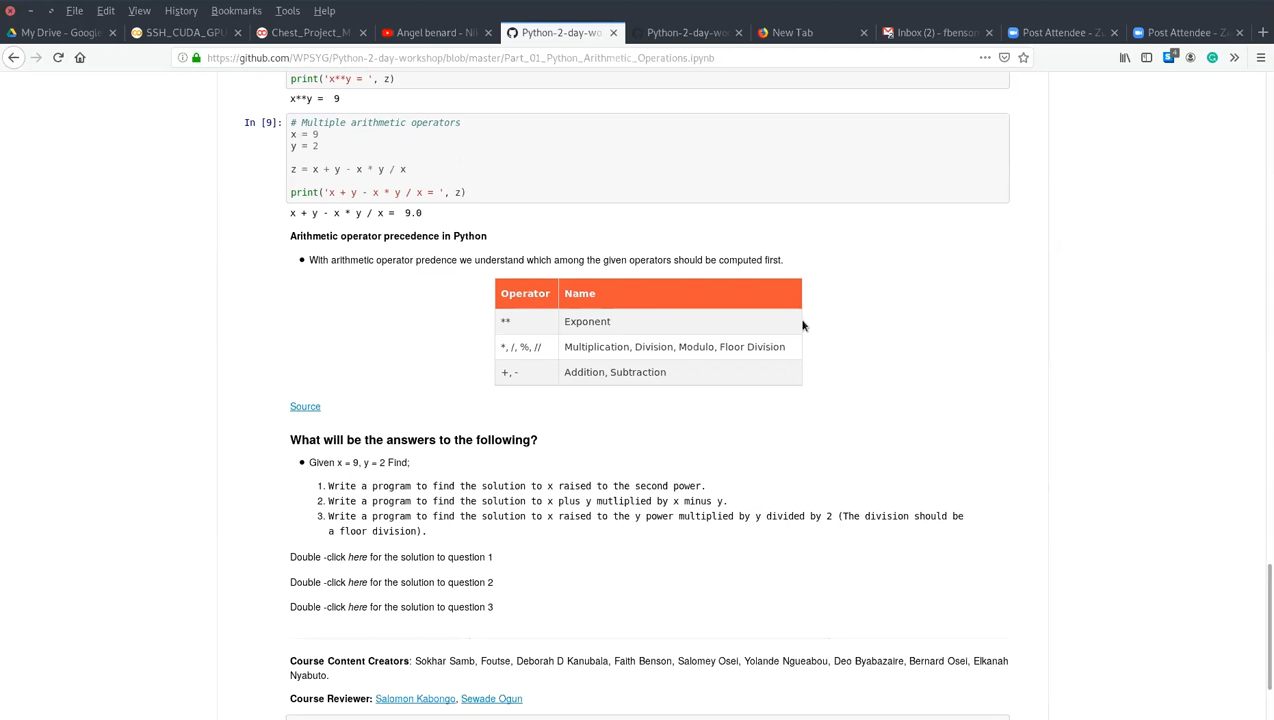 File Edit View History Bookmarks Tools Help
My Drive - Google SSH_CUDA_GPU Chest_Project_M Angel benard - Ni Python-2-day-wo Python-2-day-wo New Tab Inbox (2) - fbenson Post Attendee - Zo Post Attendee - Z
https://github.com/WPSYG/Python-2-day-workshop/blob/master/Part_01_Python_Arithmetic_Operations.ipynb
print('x**y = ', z)
x**y = 9
In [9]: # Multiple arithmetic operators
x = 9
y = 2
z = x + y - x * y / x
print('x + y - x * y / x = ', z)
x + y - x * y / x = 9.0
Arithmetic operator precedence in Python
• With arithmetic operator predence we understand which among the given operators should be computed first.
Operator Name
** Exponent
*, /, %, // Multiplication, Division, Modulo, Floor Division
+, - Addition, Subtraction
Source
What will be the answers to the following?
• Given x = 9, y = 2 Find;
1. Write a program to find the solution to x raised to the second power.
2. Write a program to find the solution to x plus y mutliplied by x minus y.
3. Write a program to find the solution to x raised to the y power multiplied by y divided by 2 (The division should be
a floor division).
Double -click here for the solution to question 1
Double -click here for the solution to question 2
Double -click here for the solution to question 3
Course Content Creators: Sokhar Samb, Foutse, Deborah D Kanubala, Faith Benson, Salomey Osei, Yolande Ngueabou, Deo Byabazaire, Bernard Osei, Elkanah
Nyabuto.
Course Reviewer: Salomon Kabongo, Sewade Ogun